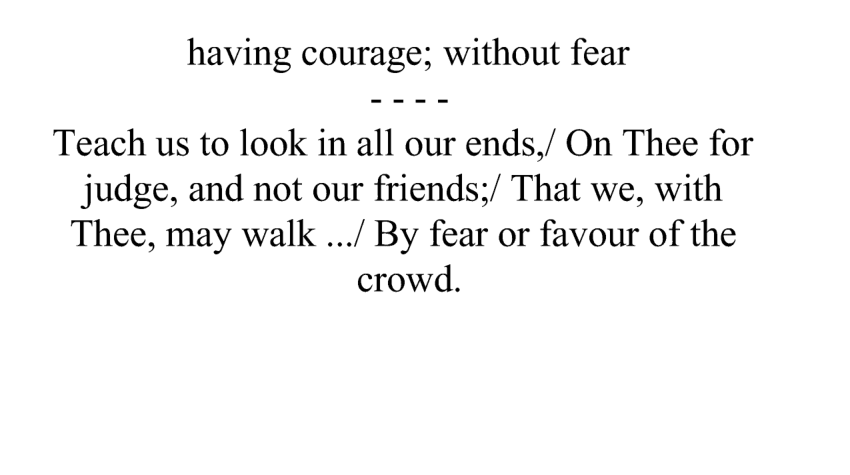 having courage; without fear
- - - -
Teach us to look in all our ends,/ On Thee for
judge, and not our friends;/ That we, with
Thee, may walk .../ By fear or favour of the
crowd.